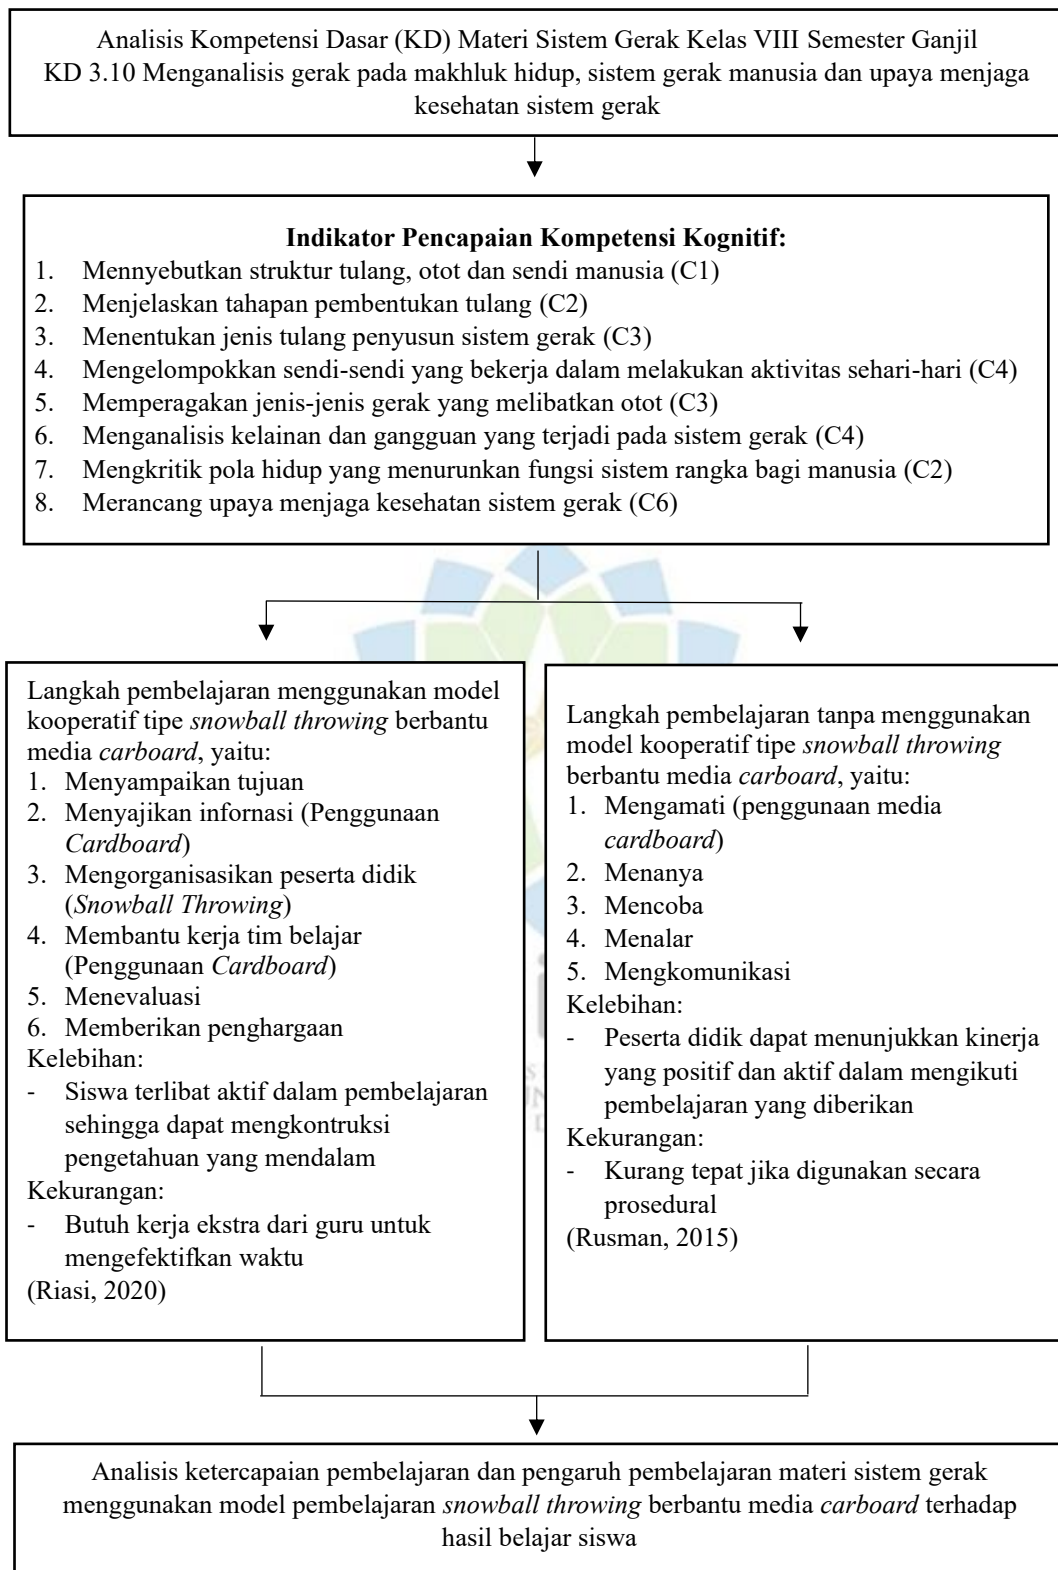 Analisis Kompetensi Dasar (KD) Materi Sistem Gerak Kelas VIII Semester Ganjil
KD 3.10 Menganalisis gerak pada makhluk hidup, sistem gerak manusia dan upaya menjaga
kesehatan sistem gerak
Indikator Pencapaian Kompetensi Kognitif:
1. Mennyebutkan struktur tulang, otot dan sendi manusia (C1)
2. Menjelaskan tahapan pembentukan tulang (C2)
3. Menentukan jenis tulang penyusun sistem gerak (C3)
4. Mengelompokkan sendi-sendi yang bekerja dalam melakukan aktivitas sehari-hari (C4)
5. Memperagakan jenis-jenis gerak yang melibatkan otot (C3)
6. Menganalisis kelainan dan gangguan yang terjadi pada sistem gerak (C4)
7. Mengkritik pola hidup yang menurunkan fungsi sistem rangka bagi manusia (C2)
8. Merancang upaya menjaga kesehatan sistem gerak (C6)
Langkah pembelajaran menggunakan model
kooperatif tipe snowball throwing berbantu
media carboard, yaitu:
1. Menyampaikan tujuan
2. Menyajikan infornasi (Penggunaan
Cardboard)
3. Mengorganisasikan peserta didik
(Snowball Throwing)
4. Membantu kerja tim belajar
(Penggunaan Cardboard)
5. Menevaluasi
6. Memberikan penghargaan
Kelebihan:
- Siswa terlibat aktif dalam pembelajaran
sehingga dapat mengkontruksi
pengetahuan yang mendalam
Kekurangan:
- Butuh kerja ekstra dari guru untuk
mengefektifkan waktu
(Riasi, 2020)
Langkah pembelajaran tanpa menggunakan
model kooperatif tipe snowball throwing
berbantu media carboard, yaitu:
1. Mengamati (penggunaan media
cardboard)
2. Menanya
3. Mencoba
4. Menalar
5. Mengkomunikasi
Kelebihan:
- Peserta didik dapat menunjukkan kinerja
yang positif dan aktif dalam mengikuti
pembelajaran yang diberikan
Kekurangan:
- Kurang tepat jika digunakan secara
prosedural
(Rusman, 2015)
Analisis ketercapaian pembelajaran dan pengaruh pembelajaran materi sistem gerak
menggunakan model pembelajaran snowball throwing berbantu media carboard terhadap
hasil belajar siswa